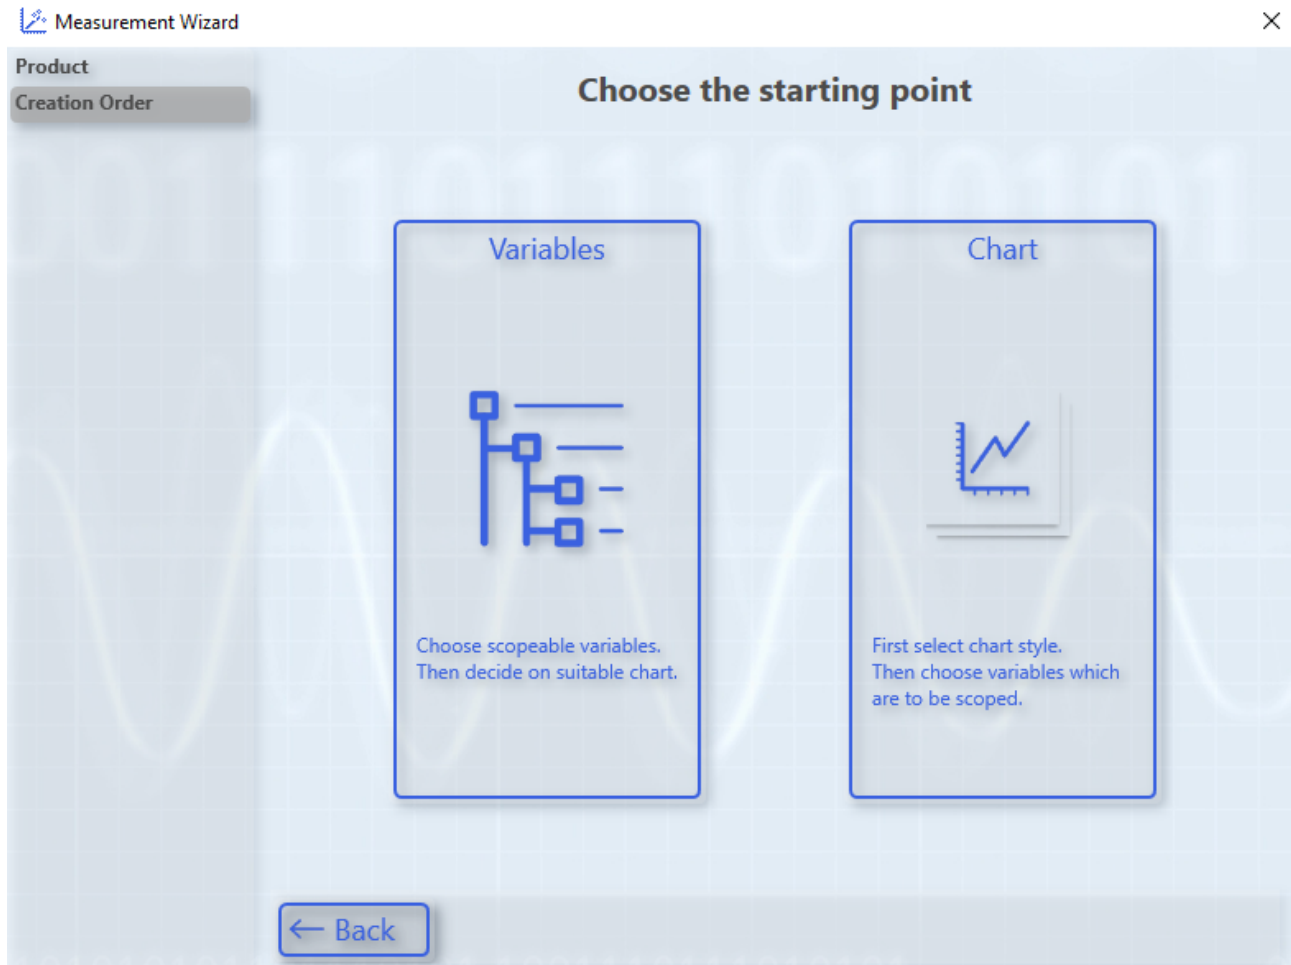 Measurement Wizard
Product
Creation Order
Choose the starting point
Variables
Choose scopeable variables.
Then decide on suitable chart.
Chart
First select chart style.
Then choose variables which
are to be scoped.
Back